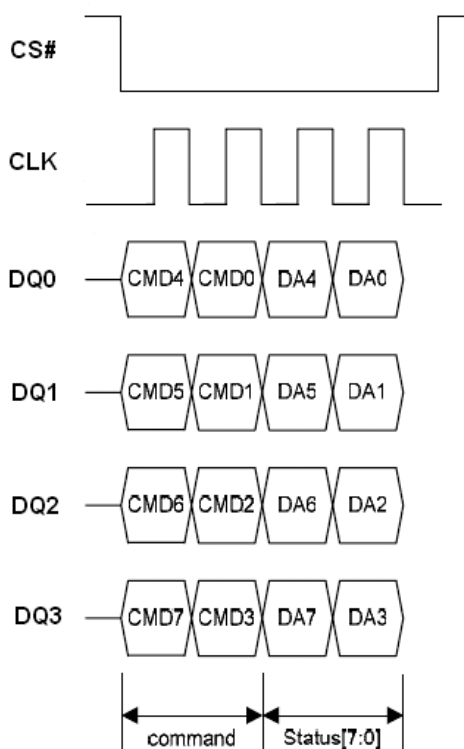 CS#
CLK
DQ0 CMD4 CMD0 DA4 DA0
DQ1 CMD5 CMD1 DA5 DA1
DQ2 CMD6 CMD2 DA6 DA2
DQ3 CMD7 CMD3 DA7 DA3
command Status[7:0]